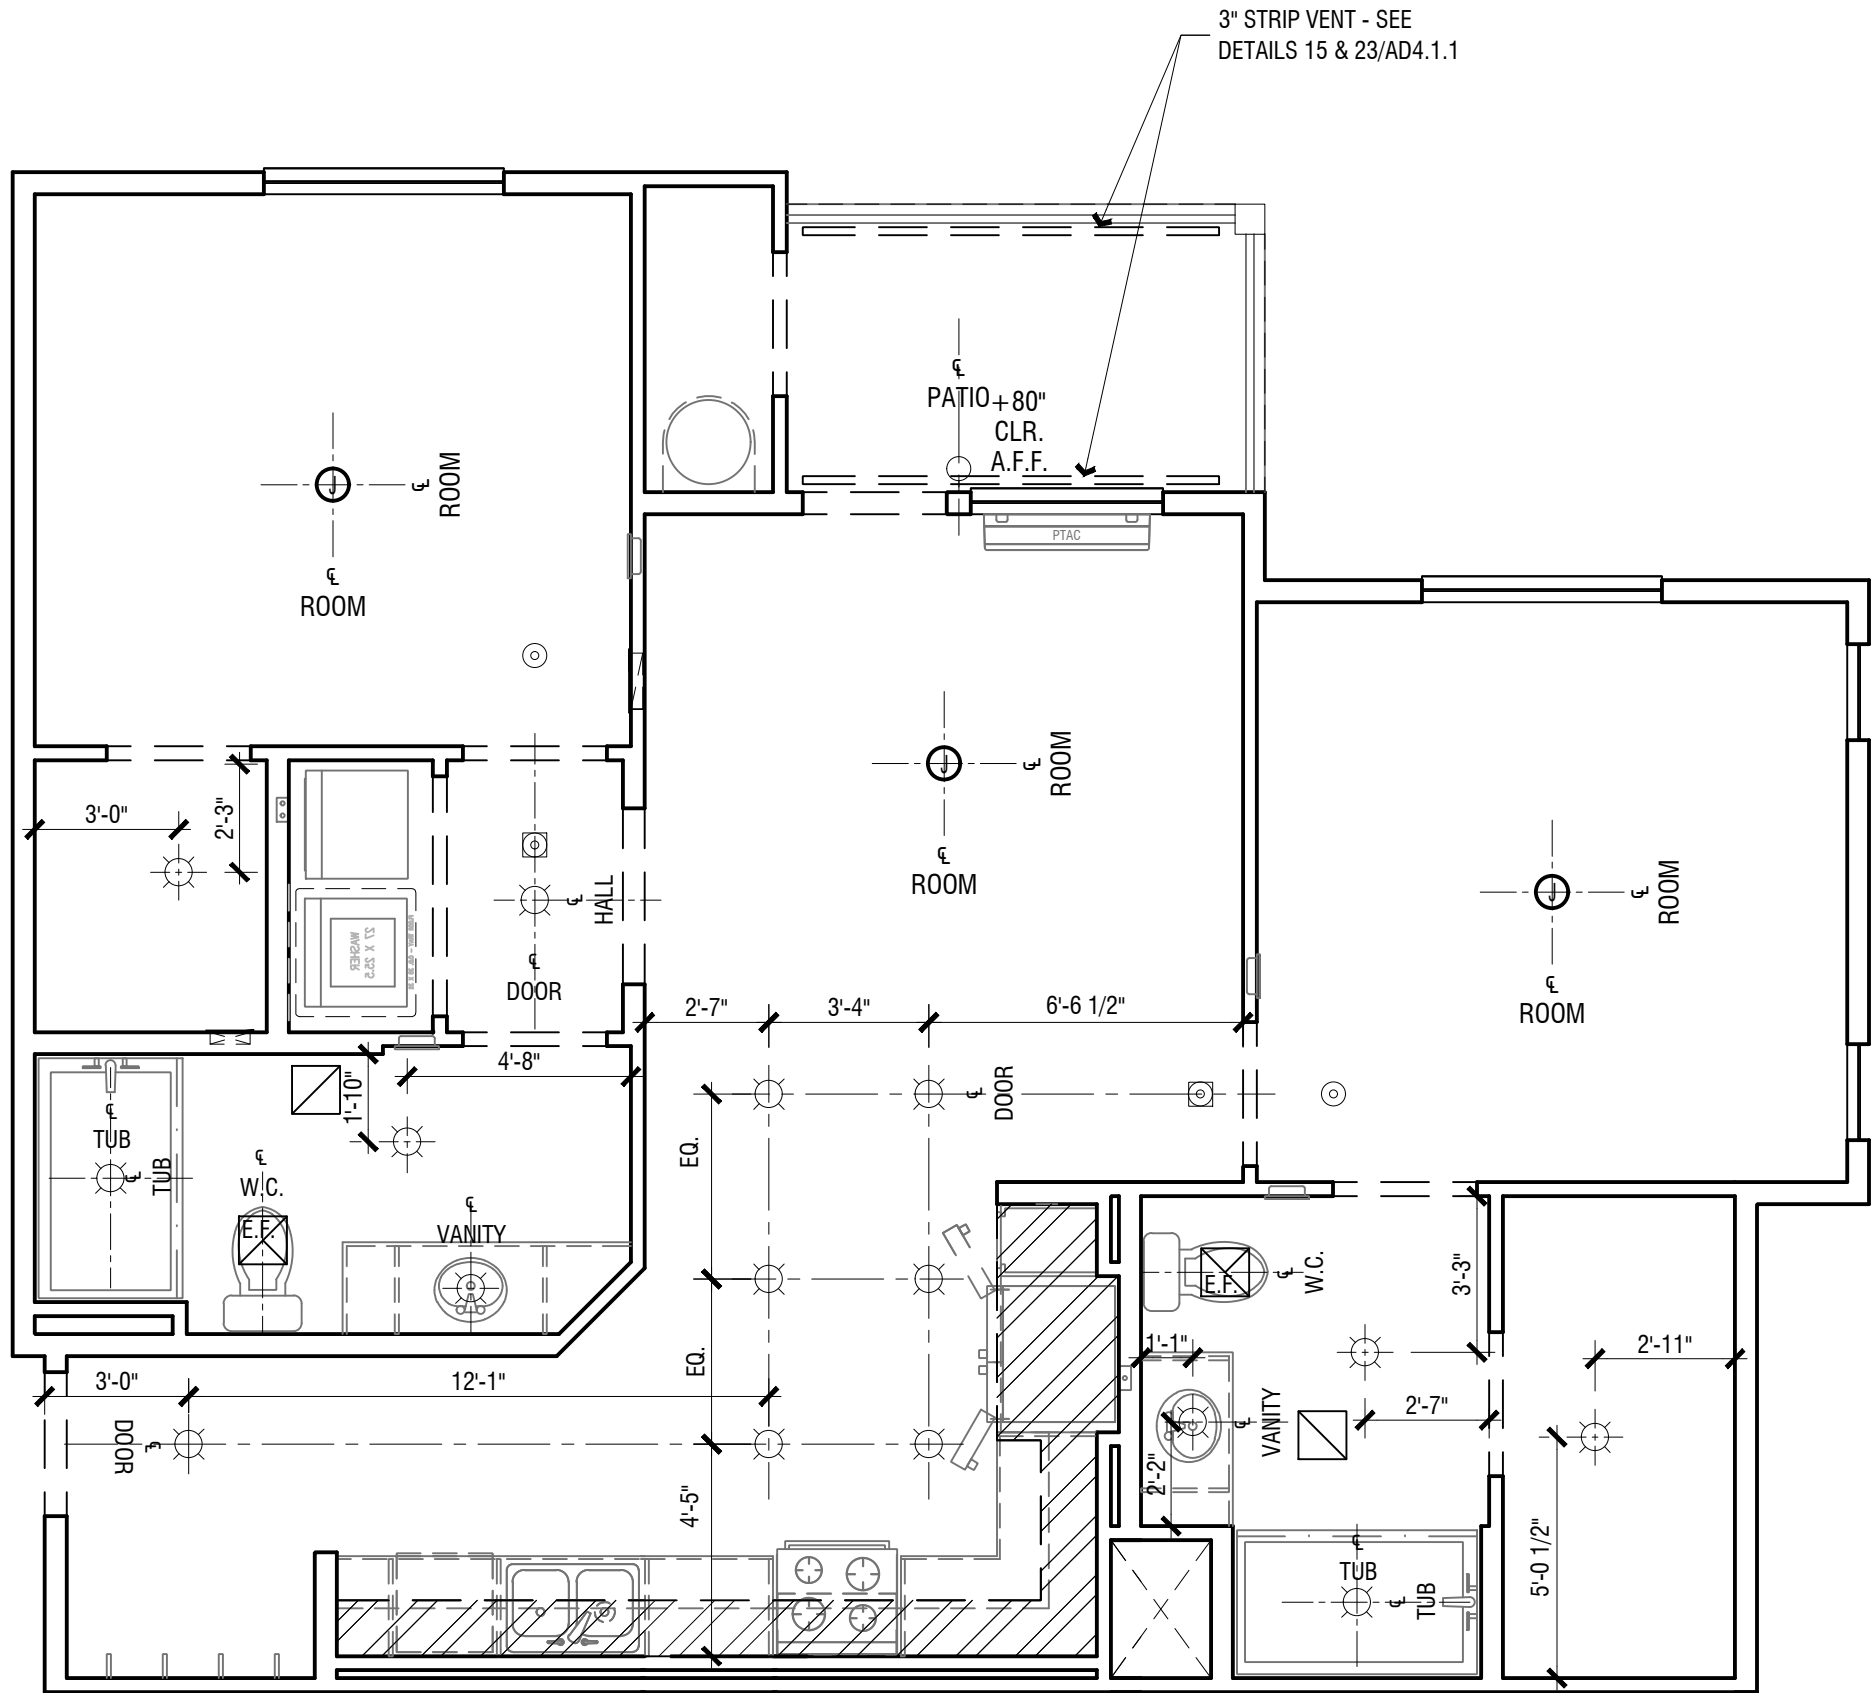 3" STRIP VENT - SEE
DETAILS 15 & 23/AD4.1.1
℄
PATIO
+80"
CLR.
A.F.F.
PTAC
J
℄
ROOM
℄
ROOM
J
℄
ROOM
℄
ROOM
J
℄
ROOM
℄
ROOM
3'-0"
2'-3"
℄
HALL
℄
DOOR
27 X 25.5
WASHER
2'-7"
3'-4"
6'-6 1/2"
4'-8"
1'-10"
℄
DOOR
℄
TUB
℄
TUB
℄
W.C.
E.F.
℄
VANITY
EQ.
EQ.
4'-5"
3'-0"
12'-1"
℄
DOOR
E.F.
℄
W.C.
3'-3"
1'-1"
2'-11"
2'-7"
℄
VANITY
2'-2"
5'-0 1/2"
℄
TUB
℄
TUB